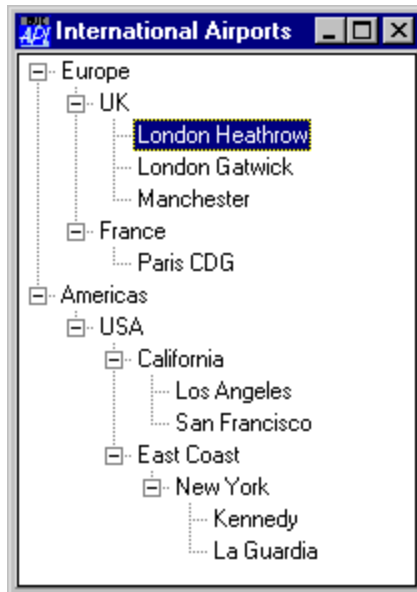 International Airports
Europe
UK
London Heathrow
London Gatwick
Manchester
France
Paris CDG
Americas
USA
California
Los Angeles
San Francisco
East Coast
New York
Kennedy
La Guardia